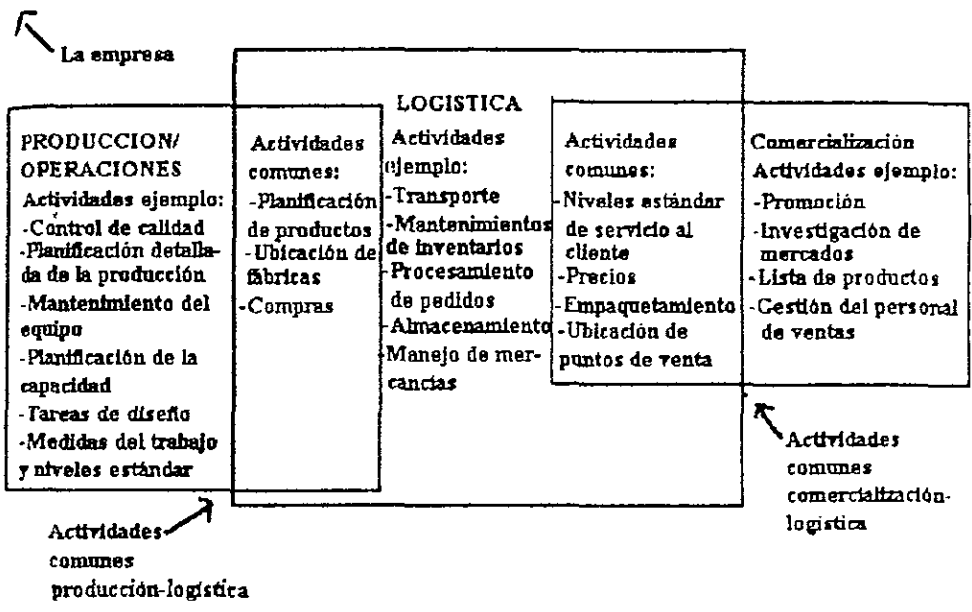 La empresa
PRODUCCION/
OPERACIONES
Actividades ejemplo:
-Control de calidad
-Planificación detalla-
da de la producción
-Mantenimiento del
equipo
-Planificación de la
capacidad
-Tareas de diseño
-Medidas del trabajo
y niveles estándar
Actividades
comunes:
-Planificación
de productos
-Ubicación de
fábricas
-Compras
LOGISTICA
Actividades
ejemplo:
-Transporte
-Mantenimientos
de inventarios
-Procesamiento
de pedidos
-Almacenamiento
Manejo de mer-
cancías
Actividades
comunes:
-Niveles estándar
de servicio al
cliente
-Precios
-Empaquetamiento
-Ubicación de
puntos de venta
Comercialización
Actividades ejemplo:
-Promoción
-Investigación de
mercados
-Lista de productos
-Gestión del personal
de ventas
Actividades
comunes
producción-logística
Actividades
comunes
comercialización-
logística